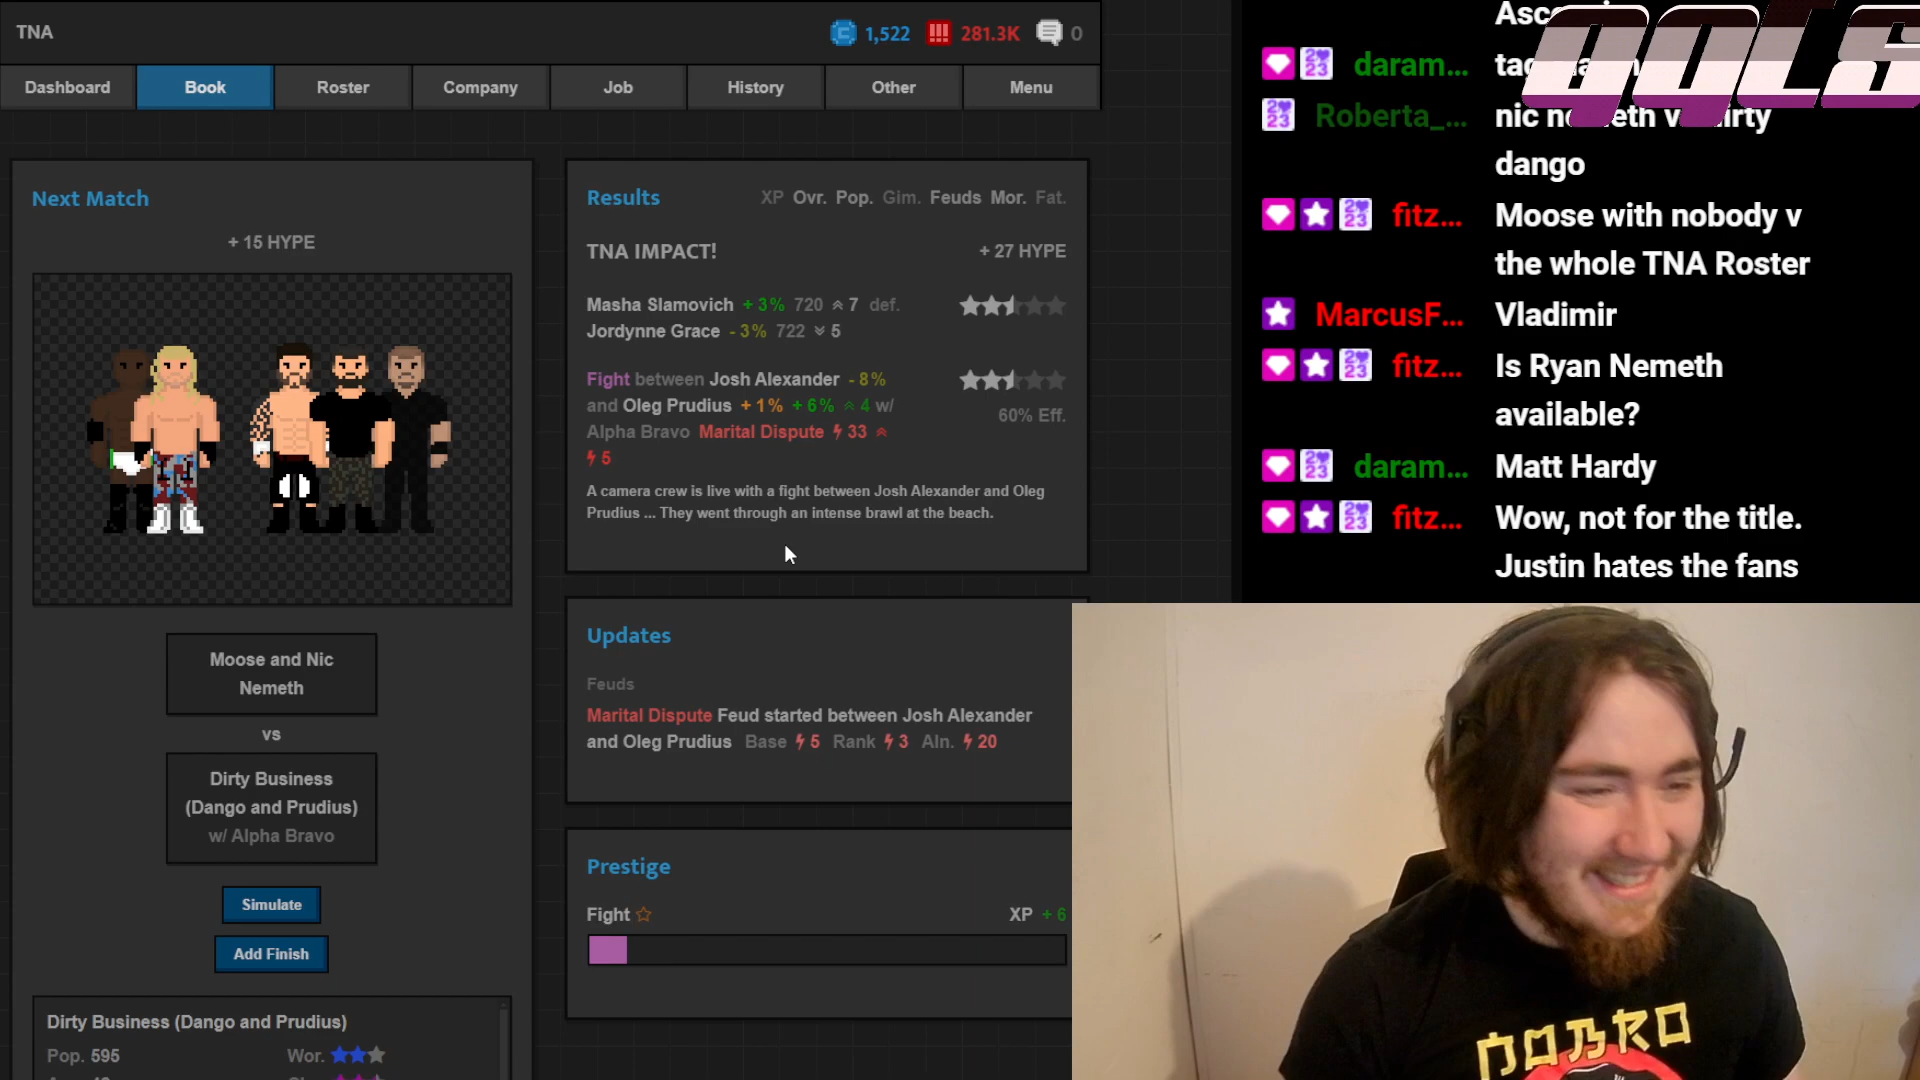 TNA
1,522
281.3K
0
Dashboard
Book
Roster
Company
Job
History
Other
Menu
Next Match
+ 15 HYPE
Moose and Nic
Nemeth
vs
Dirty Business
(Dango and Prudius)
w/ Alpha Bravo
Simulate
Add Finish
Dirty Business (Dango and Prudius)
Pop. 595
Wor.
Results
XP Ovr. Pop. Gim. Feuds Mor. Fat.
TNA IMPACT!
+ 27 HYPE
Masha Slamovich + 3% 720 7 def.
Jordynne Grace - 3% 722 5
Fight between Josh Alexander - 8%
and Oleg Prudius + 1% + 6% 4 w/
60% Eff.
Alpha Bravo Marital Dispute 33
5
A camera crew is live with a fight between Josh Alexander and Oleg
Prudius ... They went through an intense brawl at the beach.
Updates
Feuds
Marital Dispute Feud started between Josh Alexander
and Oleg Prudius Base 5 Rank 3 Aln. 20
Prestige
Fight
XP + 6
daram...
Roberta_...
dango
fitz... Moose with nobody v
the whole TNA Roster
MarcusF... Vladimir
fitz... Is Ryan Nemeth
available?
daram... Matt Hardy
fitz... Wow, not for the title.
Justin hates the fans